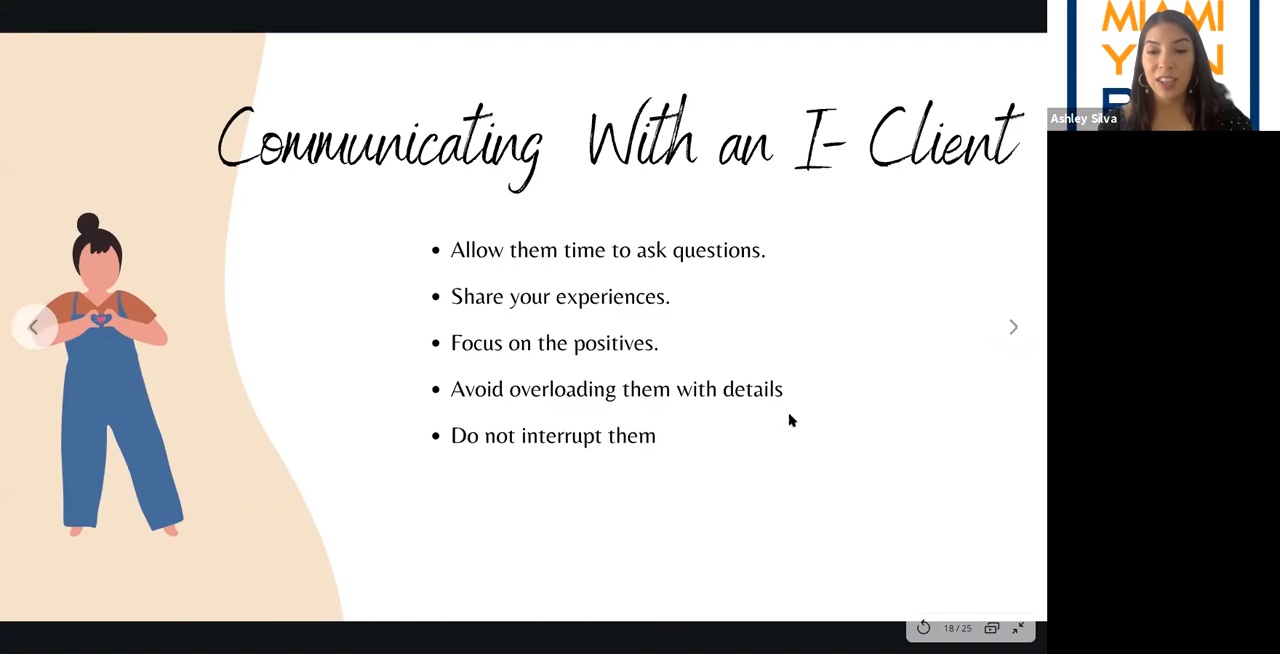 Communicating With an I- Client
Allow them time to ask questions.
Share your experiences.
Focus on the positives.
Avoid overloading them with details
Do not interrupt them
18 / 25
MIAMI
Ashley Silva